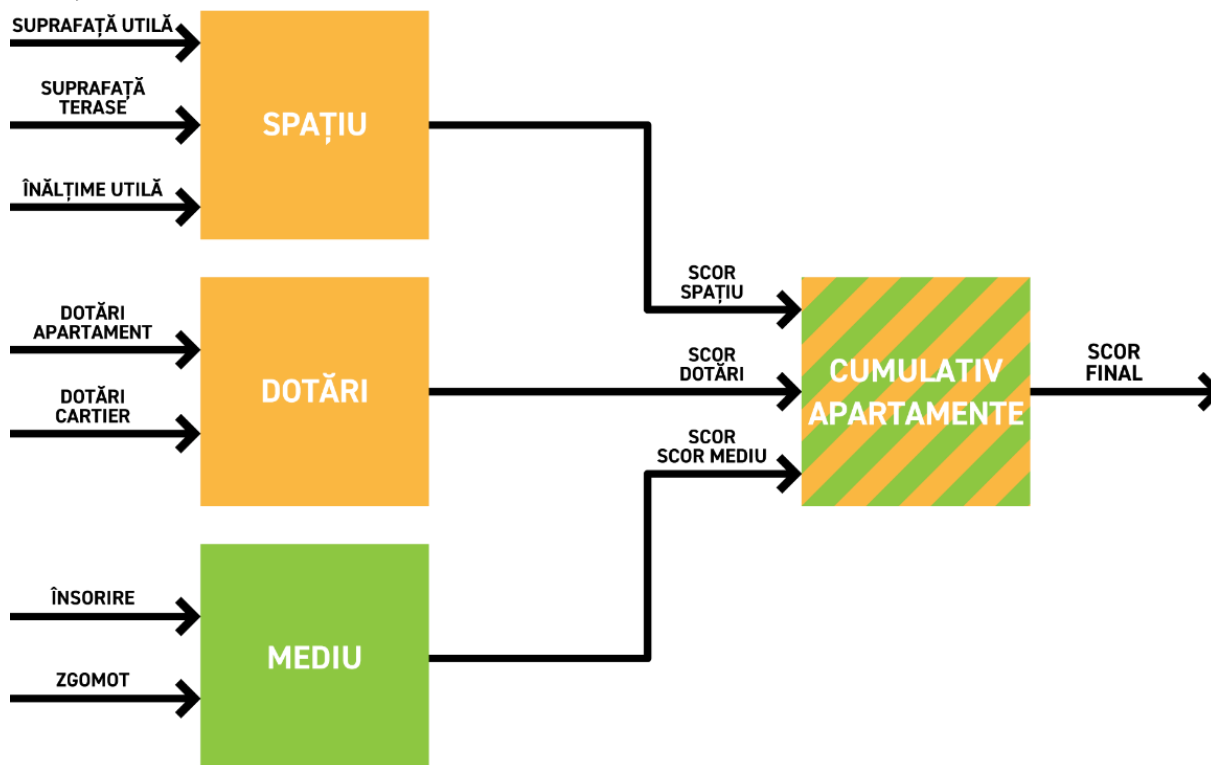 SUPRAFAȚĂ UTILĂ
SUPRAFAȚĂ
TERASE
ÎNĂLȚIME UTILĂ
SPAȚIU
DOTĂRI
APARTAMENT
DOTĂRI
CARTIER
DOTĂRI
ÎNSORIRE
ZGOMOT
MEDIU
SCOR
SPAȚIU
SCOR
DOTĂRI
SCOR
SCOR MEDIU
CUMULATIV
APARTAMENTE
SCOR
FINAL